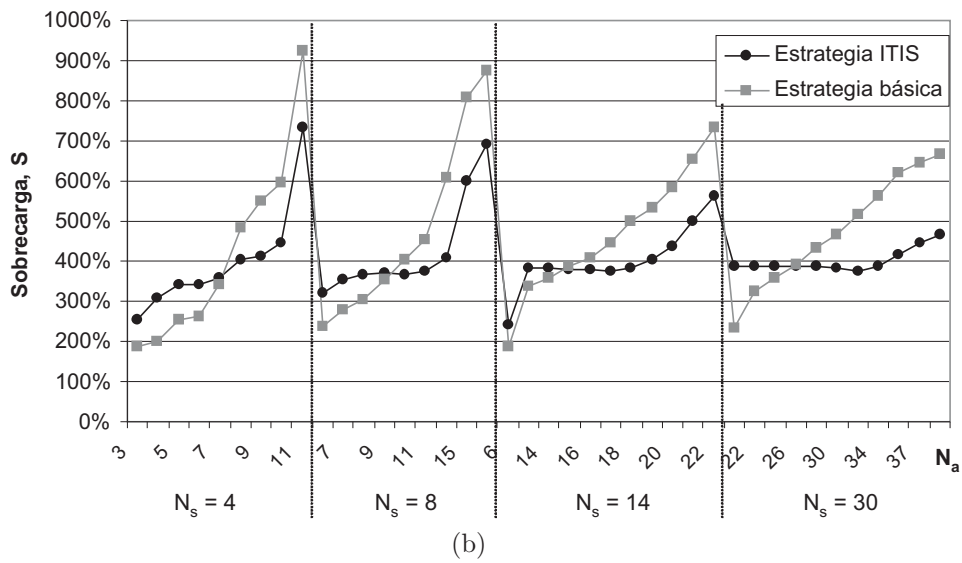 1000%
900%
800%
700%
600%
500%
400%
300%
200%
100%
0%
Sobrecarga, S
Estrategia ITIS
Estrategia básica
3 5 7 9 11 7 9 11 15 6 14 16 18 20 22 22 26 30 34 37 Na
Ns = 4 Ns = 8 Ns = 14 Ns = 30
(b)